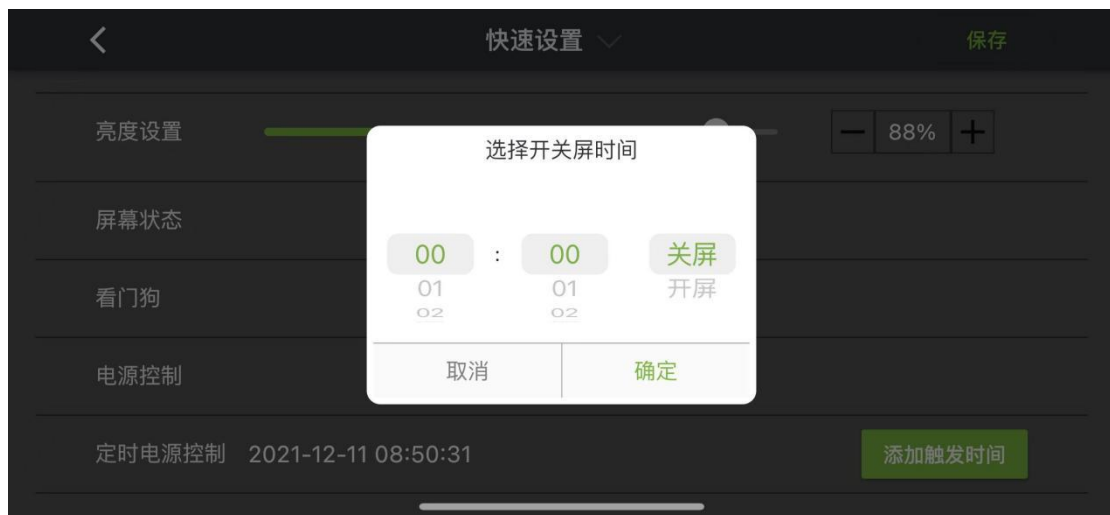 快速设置
保存
亮度设置
88%
选择开关屏时间
屏幕状态
00 : 00 关屏
01 01 开屏
02 02
看门狗
电源控制
取消 确定
定时电源控制 2021-12-11 08:50:31 添加触发时间